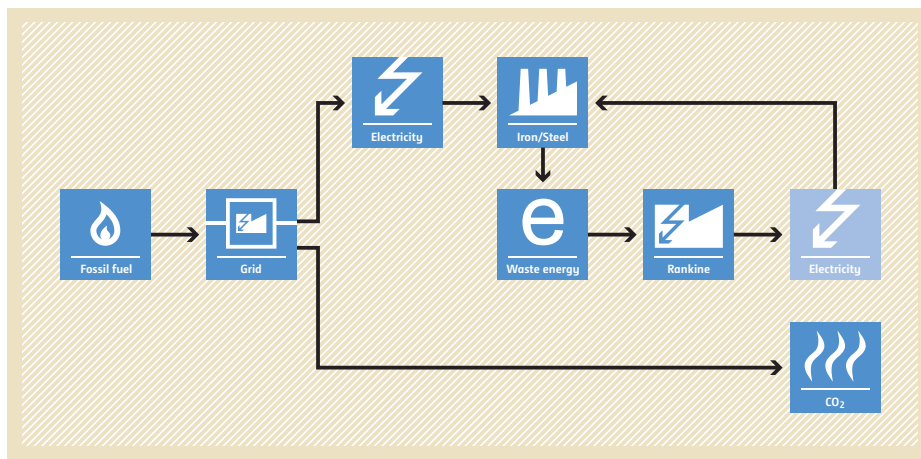 Electricity
Iron/Steel
Fossil fuel
Grid
Waste energy
Rankine
Electricity
CO₂